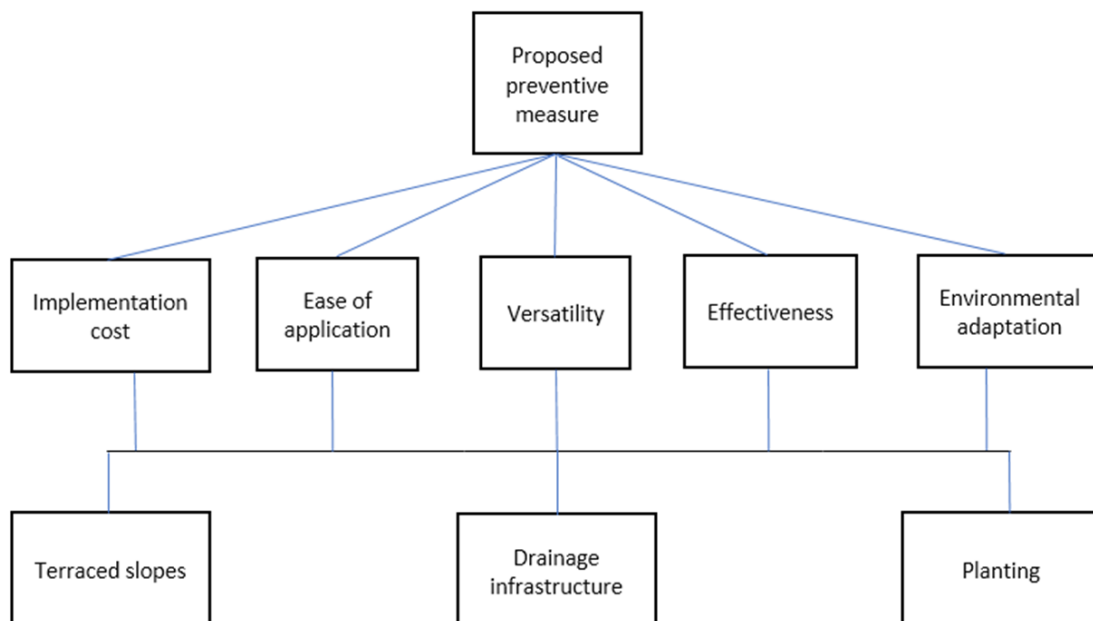 Proposed
preventive
measure
Implementation
cost
Ease of
application
Versatility
Effectiveness
Environmental
adaptation
Terraced slopes
Drainage
infrastructure
Planting